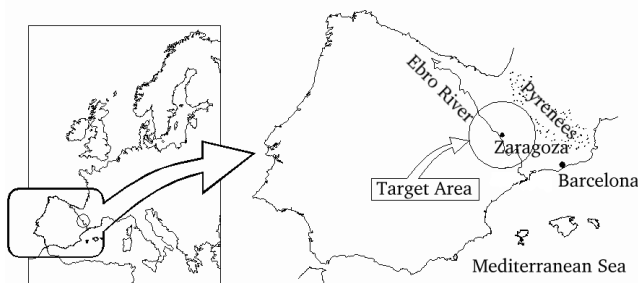 Ebro River
Pyrenees
Zaragoza
Target Area
Barcelona
Mediterranean Sea